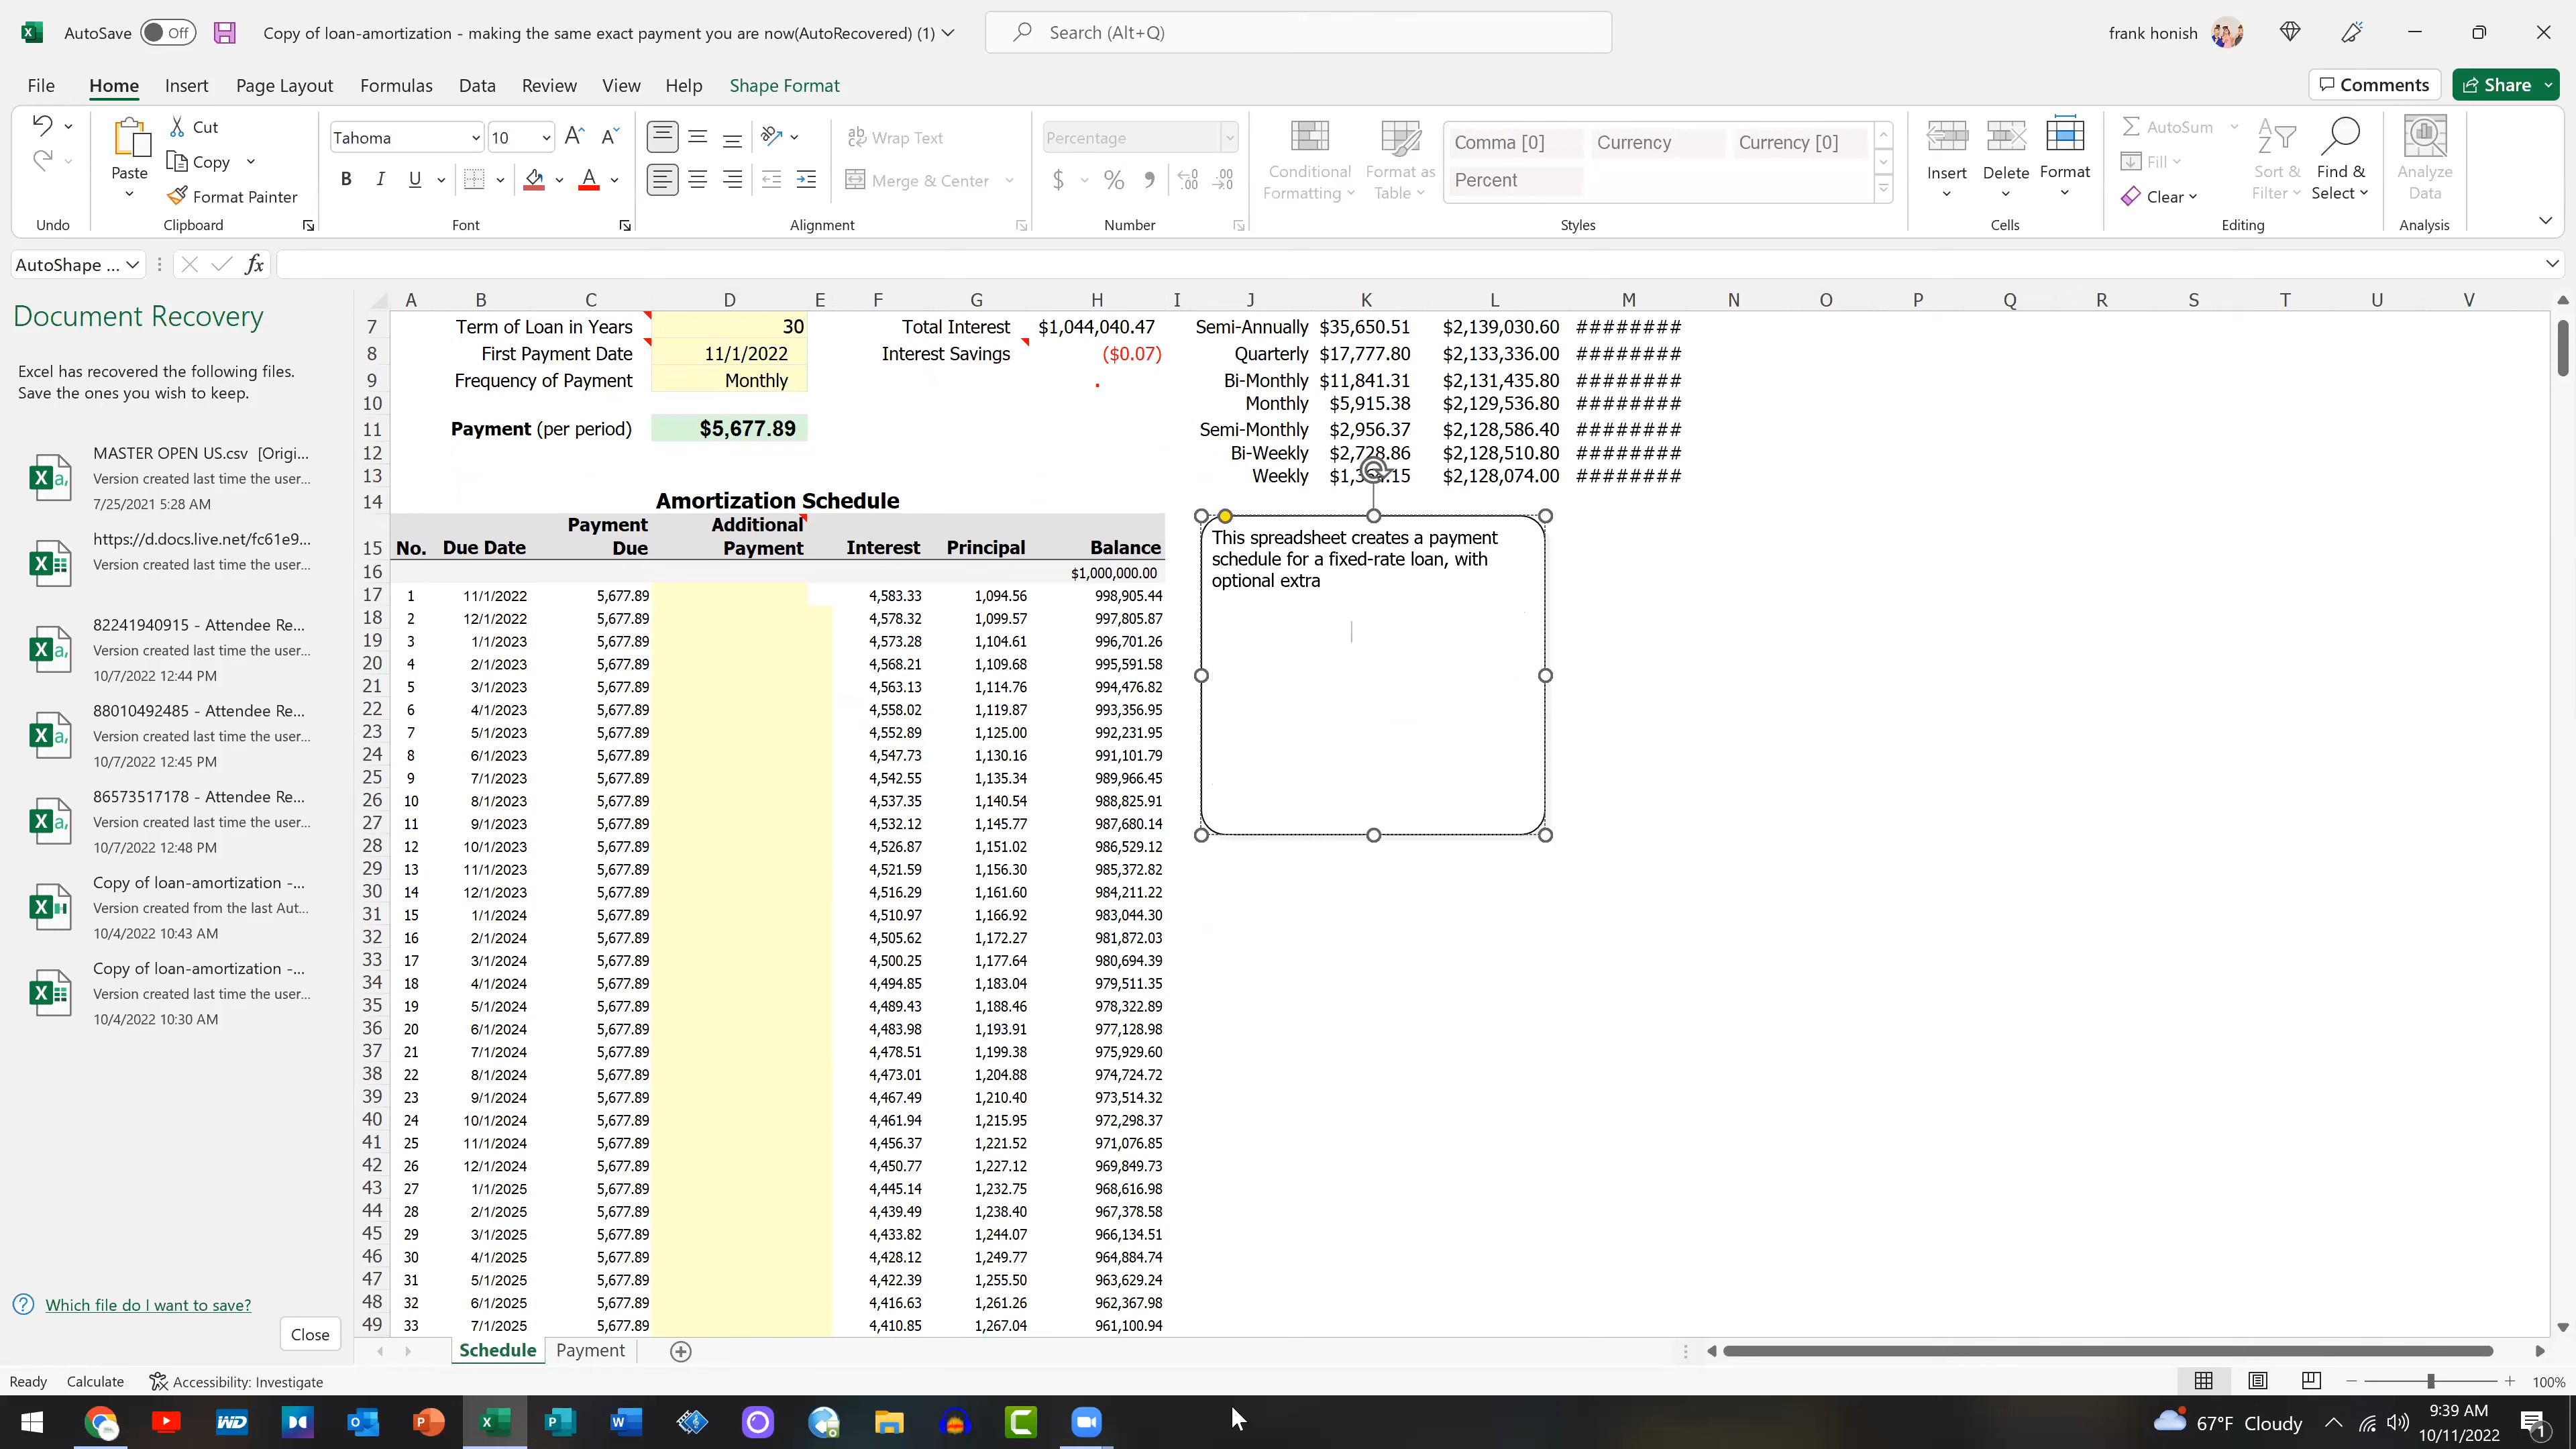 AutoSave Off Copy of loan-amortization - making the same exact payment you are now(AutoRecovered) (1) Search (Alt+Q) frank honish
File Home Insert Page Layout Formulas Data Review View Help Shape Format Comments Share
Cut Tahoma 10 Wrap Text Percentage Comma [0] Currency Currency [0] AutoSum
Paste Copy Conditional Formatting Format as Table Insert Delete Format Fill Sort & Filter Find & Select Analyze Data
Format Painter B I U A Merge & Center $ % Percent Clear
Undo Clipboard Font Alignment Number Styles Cells Editing Analysis
AutoShape ... fx
Document Recovery
Excel has recovered the following files.
Save the ones you wish to keep.
MASTER OPEN US.csv [Origi...
Version created last time the user...
7/25/2021 5:28 AM
https://d.docs.live.net/fc61e9...
Version created last time the user...
82241940915 - Attendee Re...
Version created last time the user...
10/7/2022 12:44 PM
88010492485 - Attendee Re...
Version created last time the user...
10/7/2022 12:45 PM
86573517178 - Attendee Re...
Version created last time the user...
10/7/2022 12:48 PM
Copy of loan-amortization -...
Version created from the last Aut...
10/4/2022 10:43 AM
Copy of loan-amortization -...
Version created last time the user...
10/4/2022 10:30 AM
Which file do I want to save?
Close
A B C D E F G H I J K L M N O P Q R S T U V
7 Term of Loan in Years 30 Total Interest $1,044,040.47 Semi-Annually $35,650.51 $2,139,030.60 ########
8 First Payment Date 11/1/2022 Interest Savings ($0.07) Quarterly $17,777.80 $2,133,336.00 ########
9 Frequency of Payment Monthly . Bi-Monthly $11,841.31 $2,131,435.80 ########
10 Monthly $5,915.38 $2,129,536.80 ########
11 Payment (per period) $5,677.89 Semi-Monthly $2,956.37 $2,128,586.40 ########
12 Bi-Weekly $2,728.86 $2,128,510.80 ########
13 Weekly $2,128,074.00 ########
14 Amortization Schedule
15 No. Due Date Payment Due Additional Payment Interest Principal Balance
16 $1,000,000.00
17 1 11/1/2022 5,677.89 4,583.33 1,094.56 998,905.44
18 2 12/1/2022 5,677.89 4,578.32 1,099.57 997,805.87
19 3 1/1/2023 5,677.89 4,573.28 1,104.61 996,701.26
20 4 2/1/2023 5,677.89 4,568.21 1,109.68 995,591.58
21 5 3/1/2023 5,677.89 4,563.13 1,114.76 994,476.82
22 6 4/1/2023 5,677.89 4,558.02 1,119.87 993,356.95
23 7 5/1/2023 5,677.89 4,552.89 1,125.00 992,231.95
24 8 6/1/2023 5,677.89 4,547.73 1,130.16 991,101.79
25 9 7/1/2023 5,677.89 4,542.55 1,135.34 989,966.45
26 10 8/1/2023 5,677.89 4,537.35 1,140.54 988,825.91
27 11 9/1/2023 5,677.89 4,532.12 1,145.77 987,680.14
28 12 10/1/2023 5,677.89 4,526.87 1,151.02 986,529.12
29 13 11/1/2023 5,677.89 4,521.59 1,156.30 985,372.82
30 14 12/1/2023 5,677.89 4,516.29 1,161.60 984,211.22
31 15 1/1/2024 5,677.89 4,510.97 1,166.92 983,044.30
32 16 2/1/2024 5,677.89 4,505.62 1,172.27 981,872.03
33 17 3/1/2024 5,677.89 4,500.25 1,177.64 980,694.39
34 18 4/1/2024 5,677.89 4,494.85 1,183.04 979,511.35
35 19 5/1/2024 5,677.89 4,489.43 1,188.46 978,322.89
36 20 6/1/2024 5,677.89 4,483.98 1,193.91 977,128.98
37 21 7/1/2024 5,677.89 4,478.51 1,199.38 975,929.60
38 22 8/1/2024 5,677.89 4,473.01 1,204.88 974,724.72
39 23 9/1/2024 5,677.89 4,467.49 1,210.40 973,514.32
40 24 10/1/2024 5,677.89 4,461.94 1,215.95 972,298.37
41 25 11/1/2024 5,677.89 4,456.37 1,221.52 971,076.85
42 26 12/1/2024 5,677.89 4,450.77 1,227.12 969,849.73
43 27 1/1/2025 5,677.89 4,445.14 1,232.75 968,616.98
44 28 2/1/2025 5,677.89 4,439.49 1,238.40 967,378.58
45 29 3/1/2025 5,677.89 4,433.82 1,244.07 966,134.51
46 30 4/1/2025 5,677.89 4,428.12 1,249.77 964,884.74
47 31 5/1/2025 5,677.89 4,422.39 1,255.50 963,629.24
48 32 6/1/2025 5,677.89 4,416.63 1,261.26 962,367.98
49 33 7/1/2025 5,677.89 4,410.85 1,267.04 961,100.94
This spreadsheet creates a payment
schedule for a fixed-rate loan, with
optional extra
Schedule Payment
Ready Calculate Accessibility: Investigate 100%
67°F Cloudy 9:39 AM
10/11/2022 1